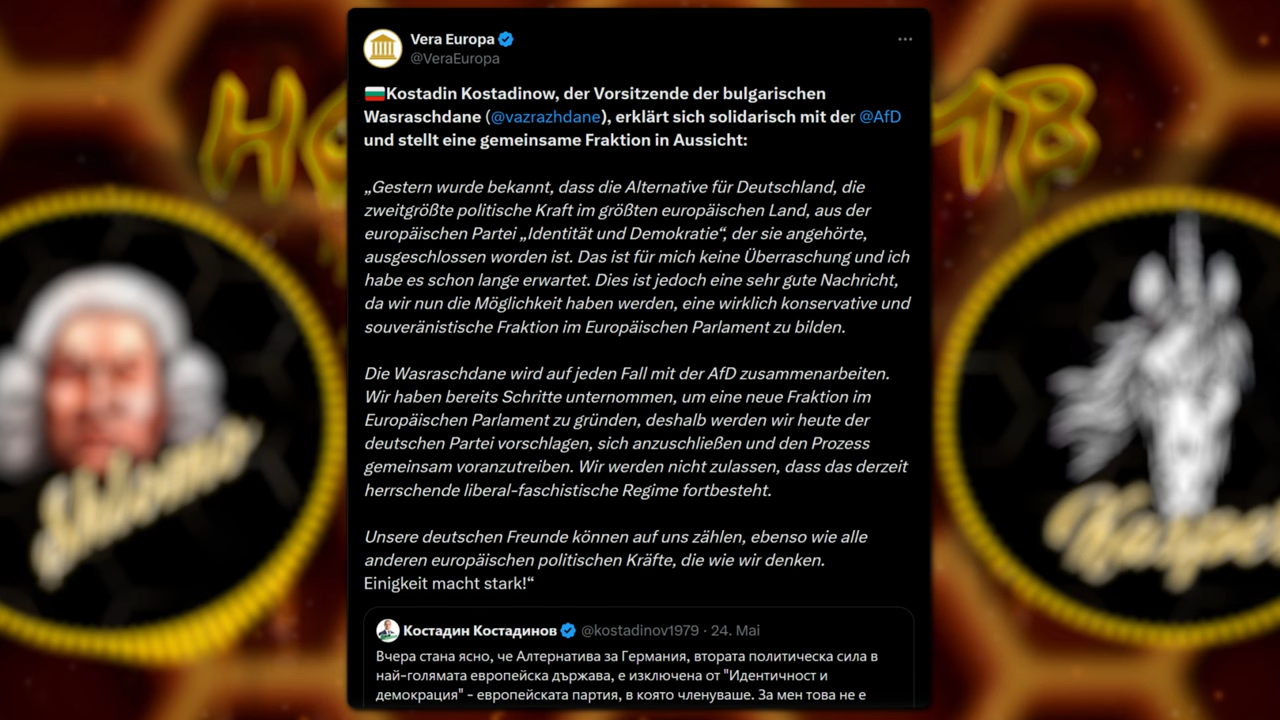 Vera Europa
@VeraEuropa
Kostadin Kostadinow, der Vorsitzende der bulgarischen
Wasraschdane (@vazrazhdane), erklärt sich solidarisch mit der @AfD
und stellt eine gemeinsame Fraktion in Aussicht:
„Gestern wurde bekannt, dass die Alternative für Deutschland, die
zweitgrößte politische Kraft im größten europäischen Land, aus der
europäischen Partei „Identität und Demokratie“, der sie angehörte,
ausgeschlossen worden ist. Das ist für mich keine Überraschung und ich
habe es schon lange erwartet. Dies ist jedoch eine sehr gute Nachricht,
da wir nun die Möglichkeit haben werden, eine wirklich konservative und
souveränistische Fraktion im Europäischen Parlament zu bilden.
Die Wasraschdane wird auf jeden Fall mit der AfD zusammenarbeiten.
Wir haben bereits Schritte unternommen, um eine neue Fraktion im
Europäischen Parlament zu gründen, deshalb werden wir heute der
deutschen Partei vorschlagen, sich anzuschließen und den Prozess
gemeinsam voranzutreiben. Wir werden nicht zulassen, dass das derzeit
herrschende liberal-faschistische Regime fortbesteht.
Unsere deutschen Freunde können auf uns zählen, ebenso wie alle
anderen europäischen politischen Kräfte, die wie wir denken.
Einigkeit macht stark!“
Костадин Костадинов @kostadinov1979 · 24. Mai
Вчера стана ясно, че Алтернатива за Германия, втората политическа сила в
най-голямата европейска държава, е изключена от "Идентичност и
демокрация" - европейската партия, в която членуваше. За мен това не е
Shlomo